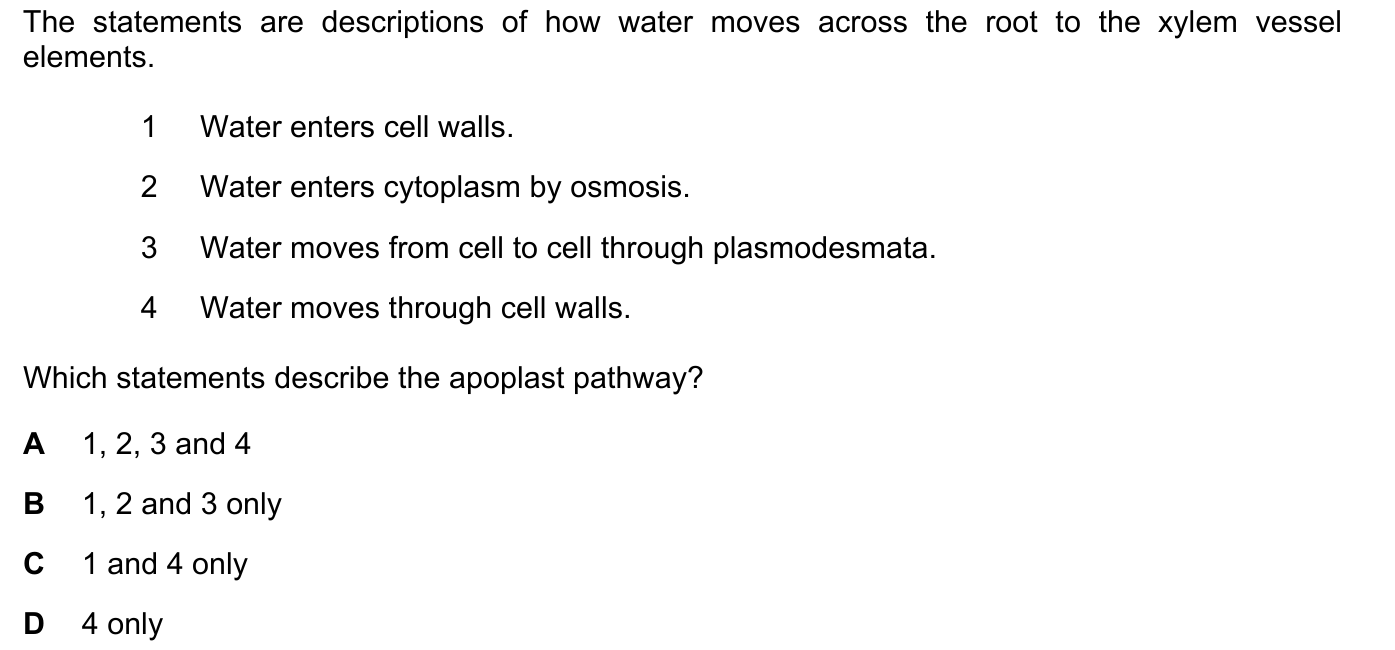 The statements are descriptions of how water moves across the root to the xylem vessel
elements.
1 Water enters cell walls.
2 Water enters cytoplasm by osmosis.
3 Water moves from cell to cell through plasmodesmata.
4 Water moves through cell walls.
Which statements describe the apoplast pathway?
A 1, 2, 3 and 4
B 1, 2 and 3 only
C 1 and 4 only
D 4 only